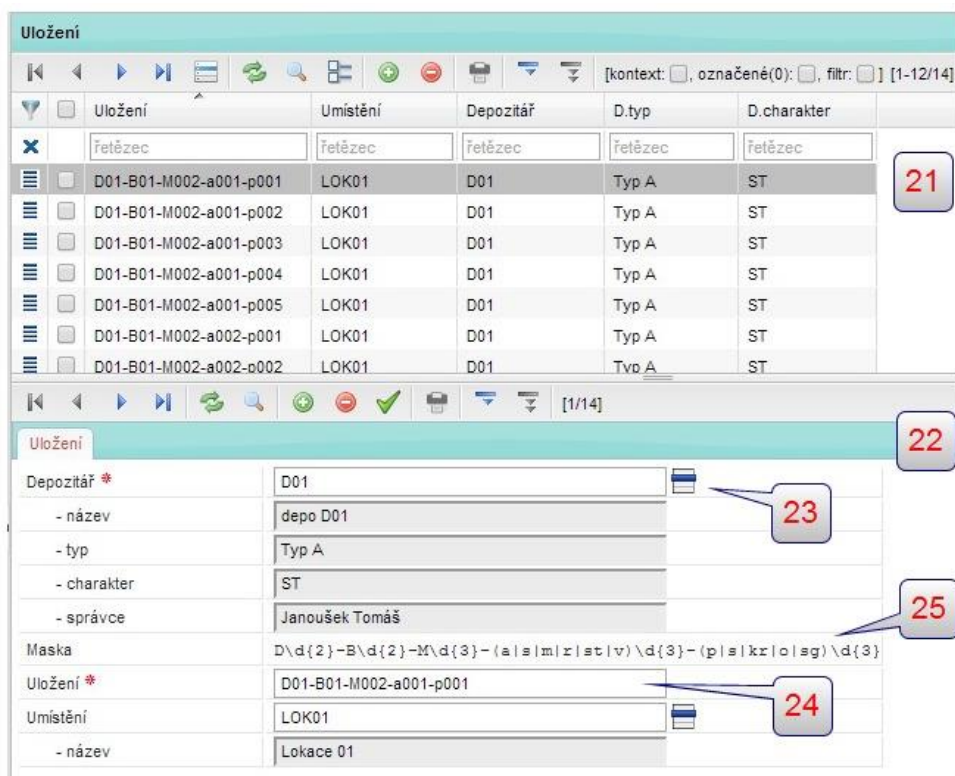 Uložení
[kontext: , označené(0): , filtr: ] [1-12/14]
Uložení Umístění Depozitář D.typ D.charakter
řetězec řetězec řetězec řetězec řetězec
D01-B01-M002-a001-p001 LOK01 D01 Typ A ST
21
D01-B01-M002-a001-p002 LOK01 D01 Typ A ST
D01-B01-M002-a001-p003 LOK01 D01 Typ A ST
D01-B01-M002-a001-p004 LOK01 D01 Typ A ST
D01-B01-M002-a001-p005 LOK01 D01 Typ A ST
D01-B01-M002-a002-p001 LOK01 D01 Typ A ST
D01-B01-M002-a002-p002 LOK01 D01 Typ A ST
[1/14]
22
Uložení
Depozitář * D01
23
- název depo D01
- typ Typ A
- charakter ST
25
- správce Janoušek Tomáš
Maska D\d{2}-B\d{2}-M\d{3}-(a|s|m|r|st|v)\d{3}-(p|s|kr|o|sg)\d{3}
Uložení * D01-B01-M002-a001-p001
24
Umístění LOK01
- název Lokace 01